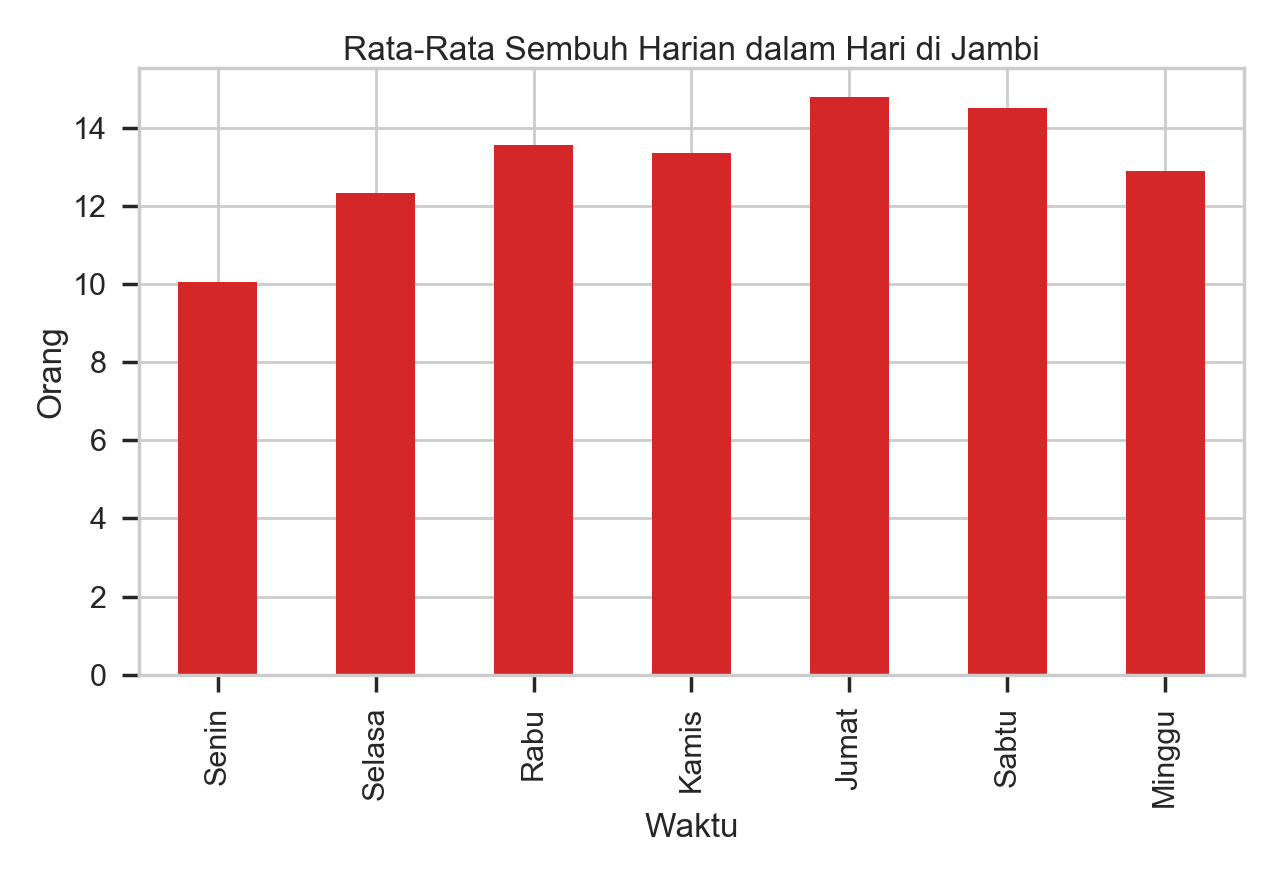 Rata-Rata Sembuh Harian dalam Hari di Jambi
14
12
10
8
6
4
2
0
Orang
Senin
Selasa
Rabu
Kamis
Jumat
Sabtu
Minggu
Waktu